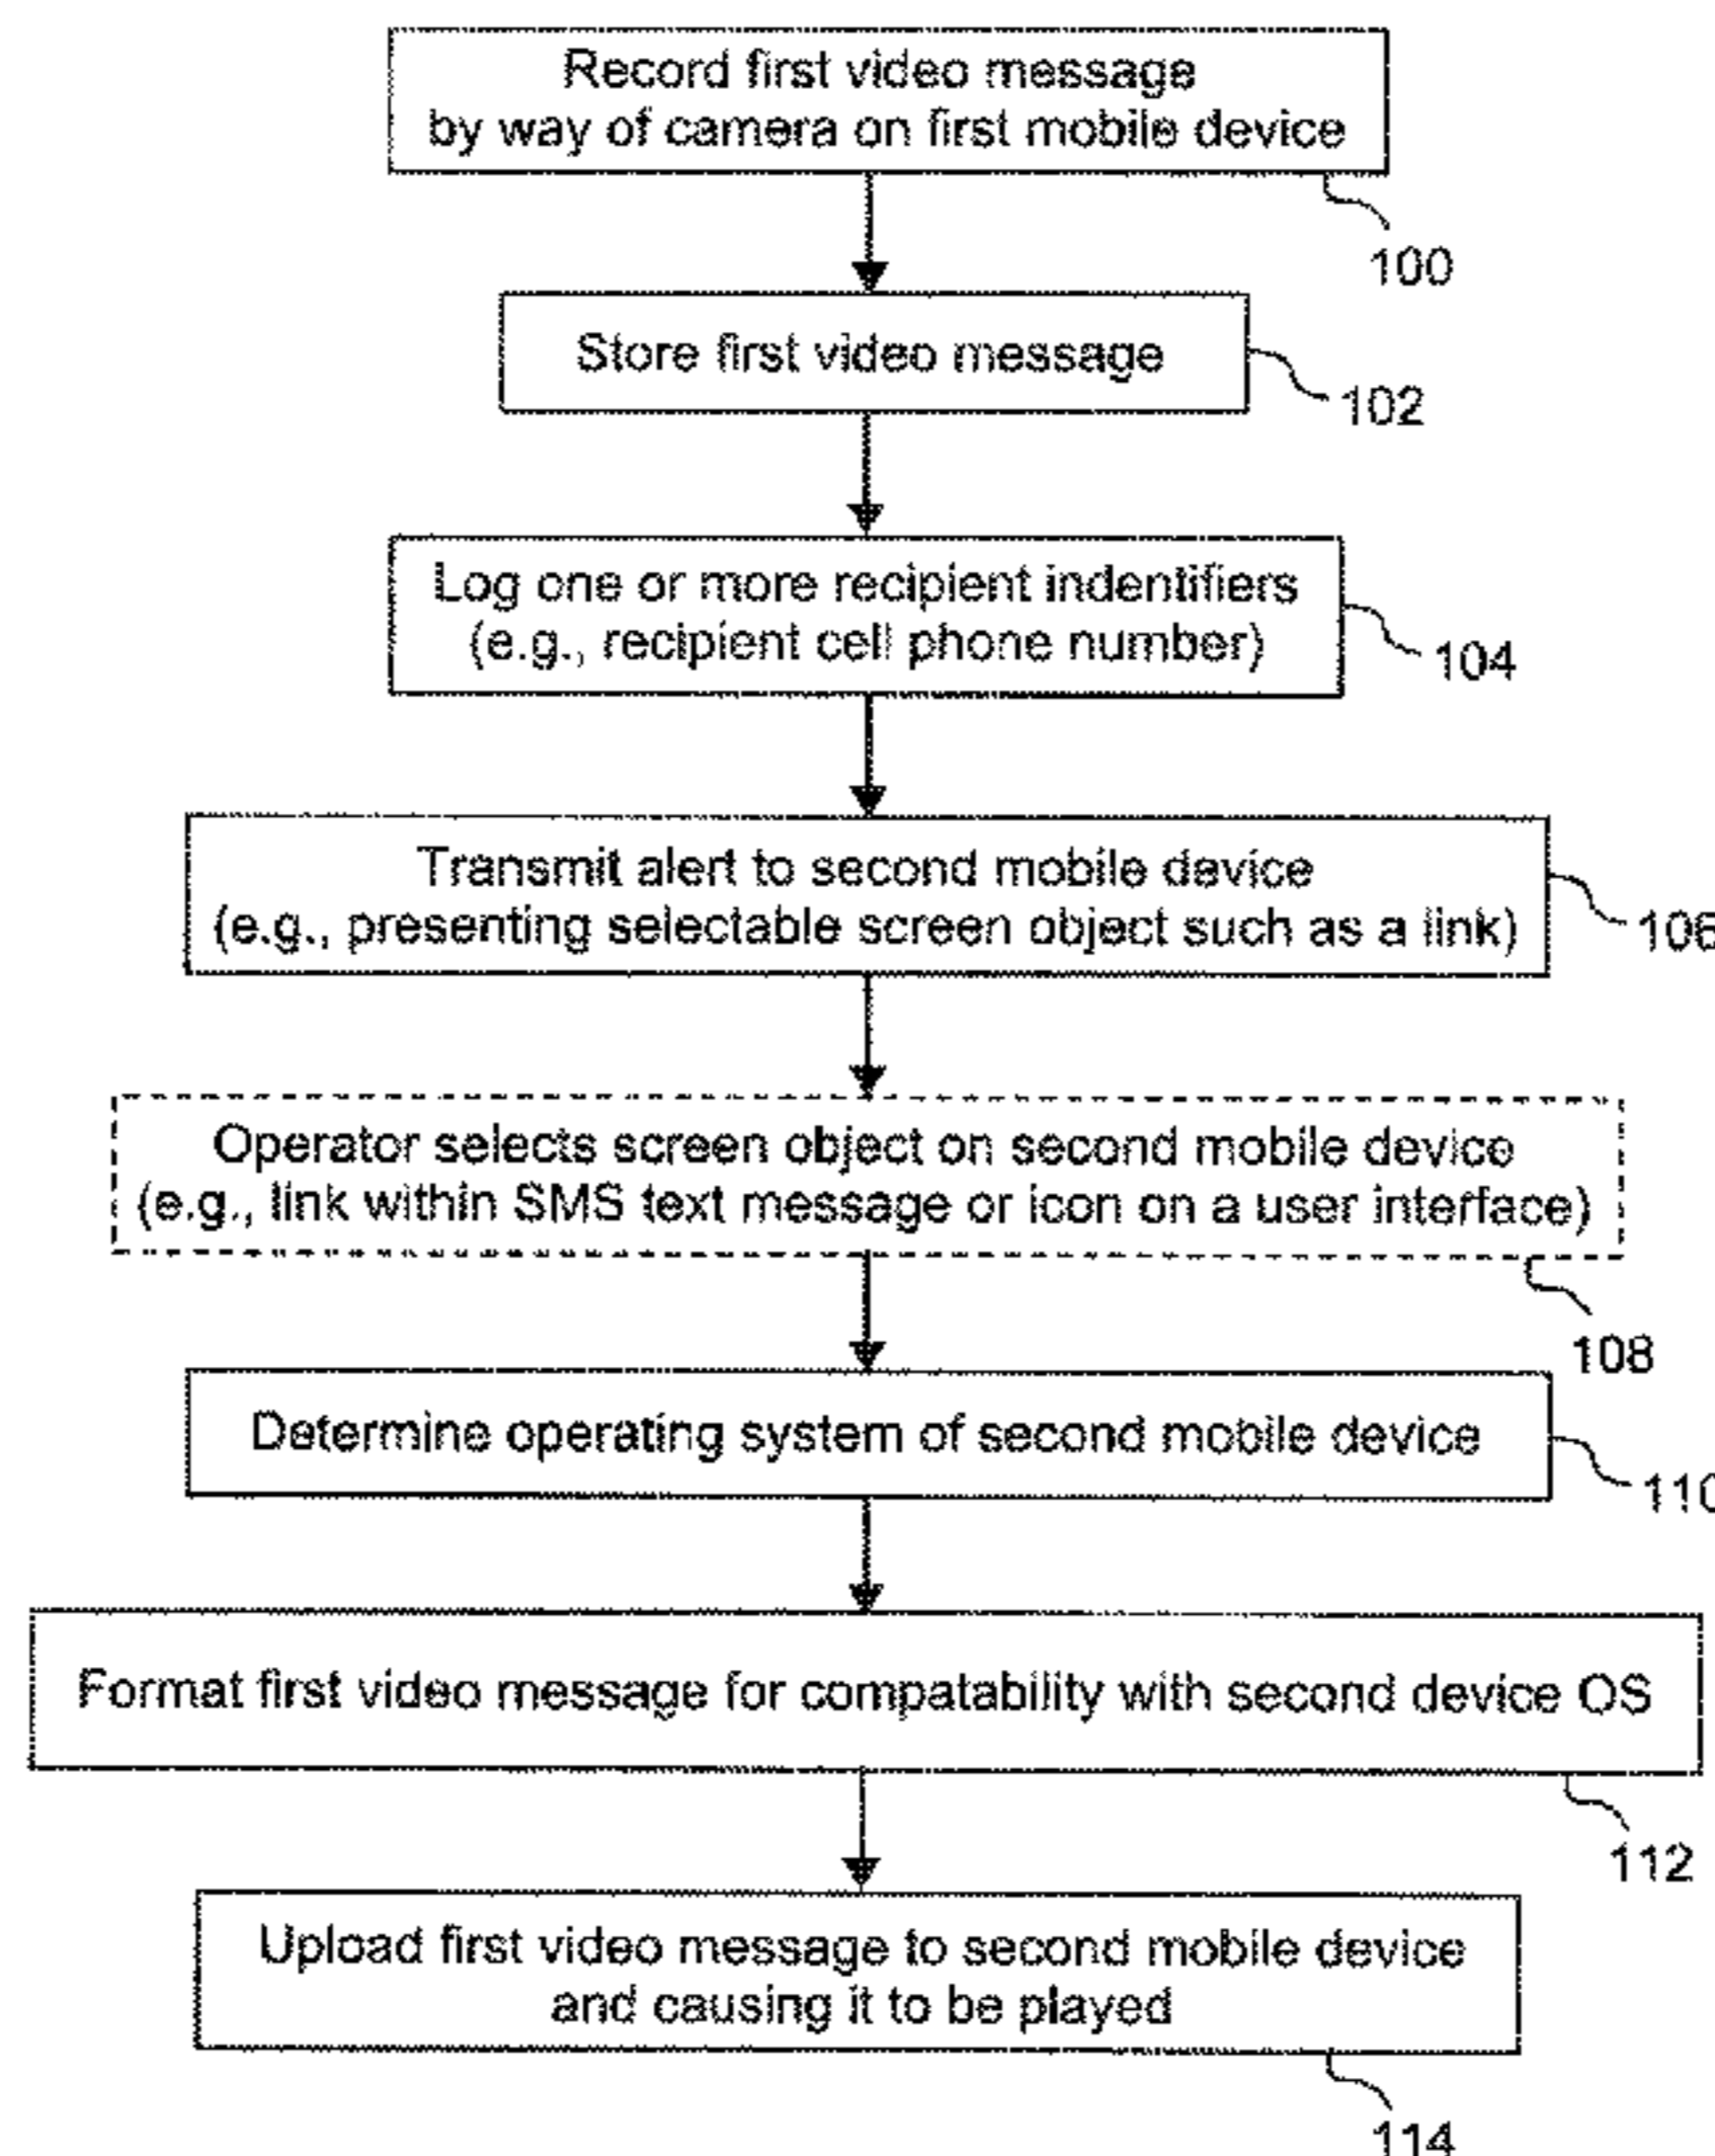 Record first video message
by way of camera on first mobile device
100
Store first video message
102
Log one or more recipient indentifiers
(e.g., recipient cell phone number)
104
Transmit alert to second mobile device
(e.g., presenting selectable screen object such as a link)
106
Operator selects screen object on second mobile device
(e.g., link within SMS text message or icon on a user interface)
108
Determine operating system of second mobile device
110
Format first video message for compatability with second device OS
112
Upload first video message to second mobile device
and causing it to be played
114